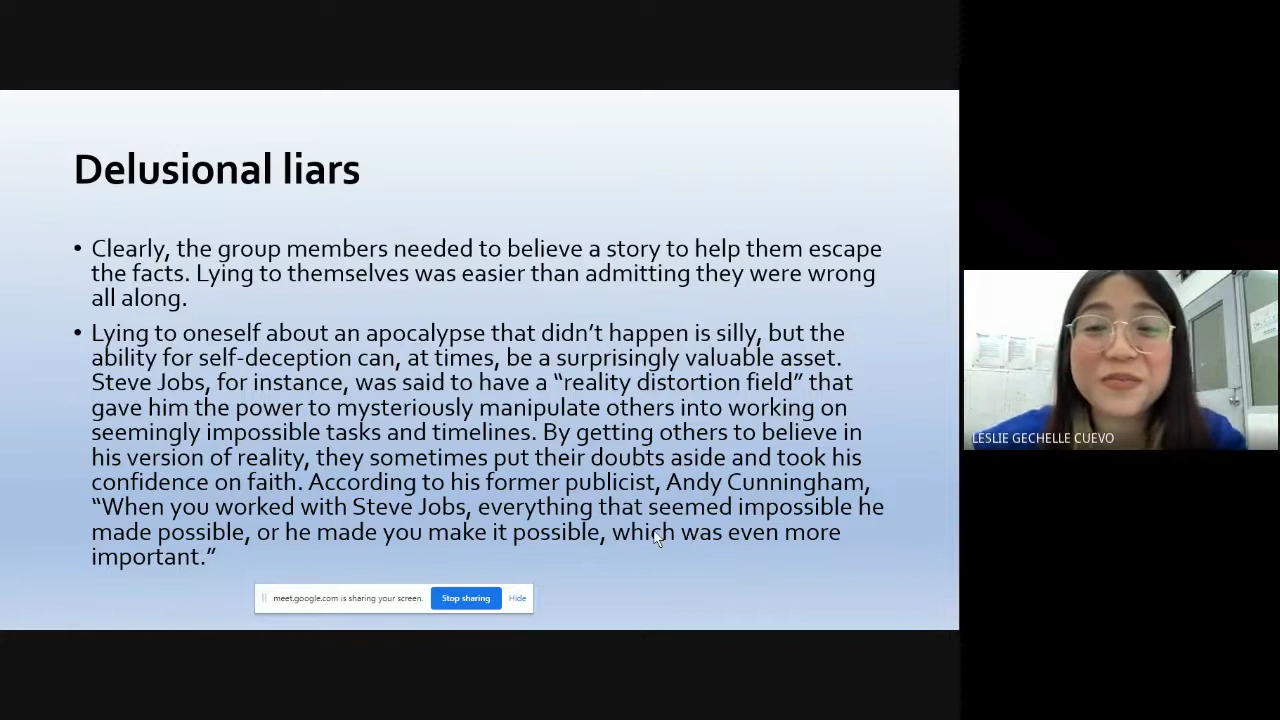 Delusional liars
• Clearly, the group members needed to believe a story to help them escape
the facts. Lying to themselves was easier than admitting they were wrong
all along.
• Lying to oneself about an apocalypse that didn’t happen is silly, but the
ability for self-deception can, at times, be a surprisingly valuable asset.
Steve Jobs, for instance, was said to have a “reality distortion field” that
gave him the power to mysteriously manipulate others into working on
seemingly impossible tasks and timelines. By getting others to believe in
his version of reality, they sometimes put their doubts aside and took his
confidence on faith. According to his former publicist, Andy Cunningham,
“When you worked with Steve Jobs, everything that seemed impossible he
made possible, or he made you make it possible, which was even more
important.”
meet.google.com is sharing your screen. Stop sharing Hide
LESLIE GECHELLE CUEVO